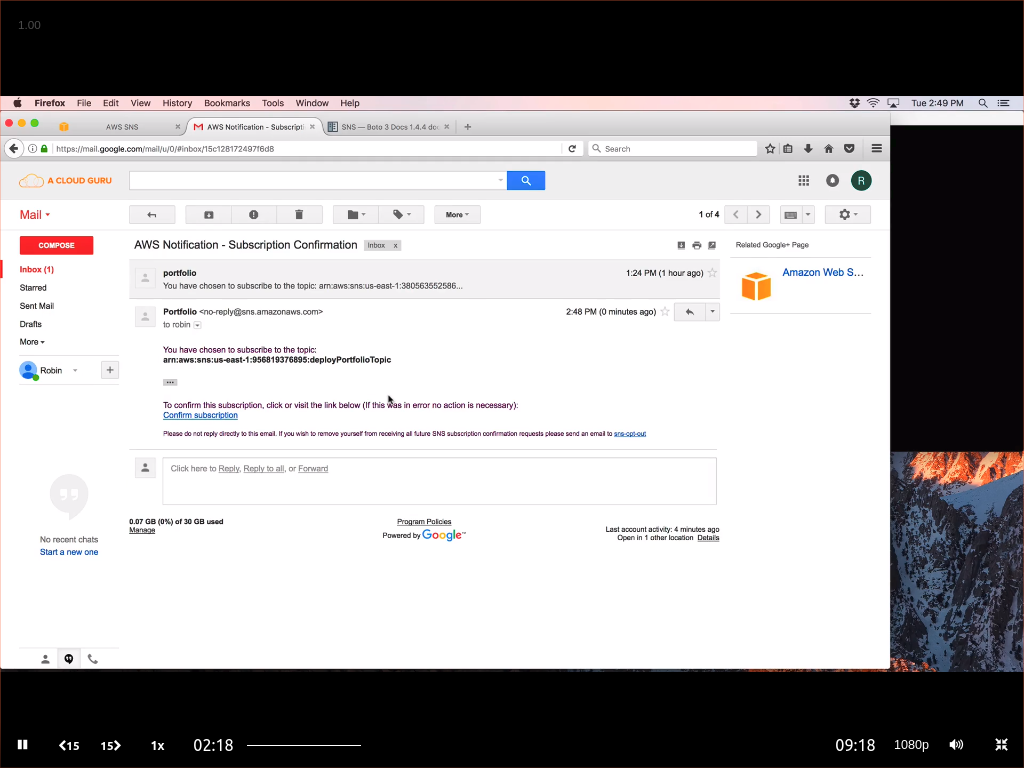 1.00
Firefox File Edit View History Bookmarks Tools Window Help Tue 2:49 PM
AWS SNS AWS Notification - Subscripti SNS — Boto 3 Docs 1.4.4 do
https://mail.google.com/mail/u/0/#inbox/15c128172497f6d8 Search
A CLOUD GURU R
Mail More 1 of 4
COMPOSE AWS Notification - Subscription Confirmation Inbox x Related Google+ Page
Inbox (1) portfolio 1:24 PM (1 hour ago) Amazon Web S...
Starred You have chosen to subscribe to the topic: arn:aws:sns:us-east-1:380563552586...
Sent Mail Portfolio <no-reply@sns.amazonaws.com> 2:48 PM (0 minutes ago)
Drafts to robin
More
Robin
You have chosen to subscribe to the topic:
arn:aws:sns:us-east-1:956819376895:deployPortfolioTopic
...
To confirm this subscription, click or visit the link below (If this was in error no action is necessary):
Confirm subscription
Please do not reply directly to this email. If you wish to remove yourself from receiving all future SNS subscription confirmation requests please send an email to sns-opt-out
Click here to Reply, Reply to all, or Forward
0.07 GB (0%) of 30 GB used
Manage
Program Policies
Powered by Google™
Last account activity: 4 minutes ago
Open in 1 other location Details
No recent chats
Start a new one
15 15 1x 02:18 09:18 1080p